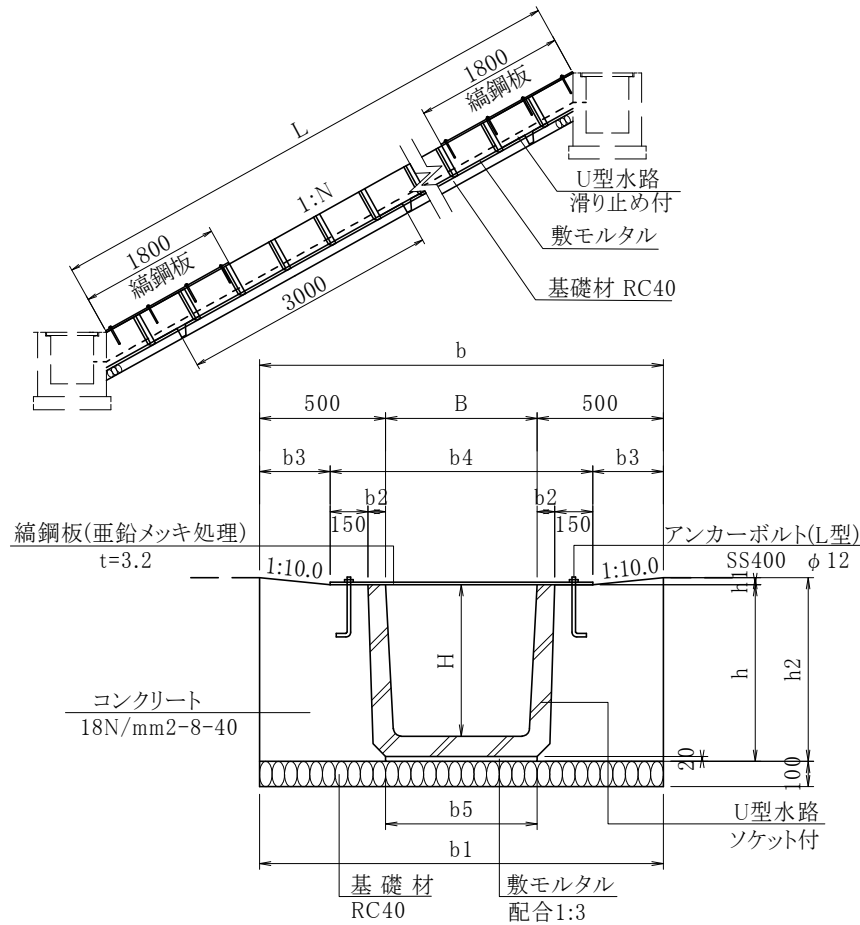 1800
縞鋼板
L
1:N
U型水路
滑り止め付
1800
縞鋼板
敷モルタル
3000
基礎材 RC40
b
500
B
500
b3
b4
b3
b2
b2
150
150
縞鋼板(亜鉛メッキ処理)
t=3.2
アンカーボルト(L型)
SS400 φ12
1:10.0
1:10.0
h1
H
h
h2
コンクリート
18N/mm2-8-40
20
100
b5
U型水路
ソケット付
b1
基礎材
RC40
敷モルタル
配合1:3